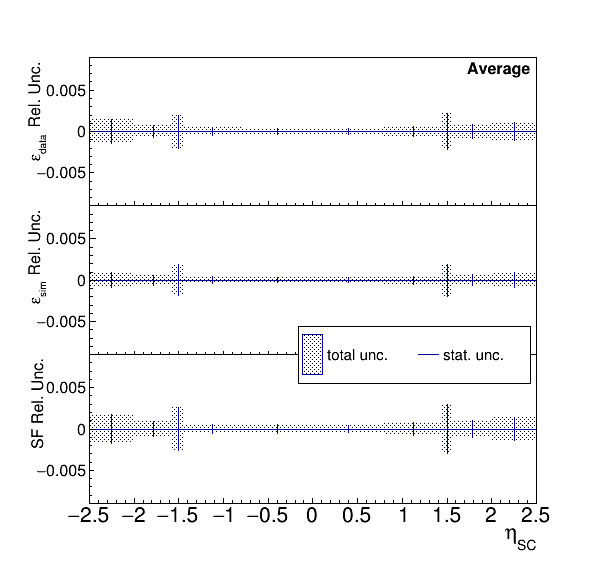 Average
ε_data Rel. Unc.
0.005
0
−0.005
ε_sim Rel. Unc.
0.005
0
−0.005
total unc.
stat. unc.
SF Rel. Unc.
0.005
0
−0.005
−2.5 −2 −1.5 −1 −0.5 0 0.5 1 1.5 2 2.5
η_SC